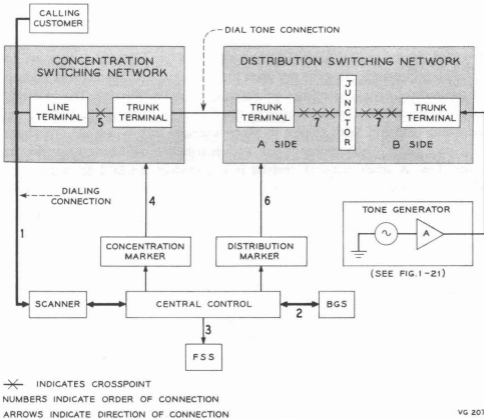 CALLING
CUSTOMER
CONCENTRATION
SWITCHING NETWORK
DIAL TONE CONNECTION
DISTRIBUTION SWITCHING NETWORK
LINE
TERMINAL
5
TRUNK
TERMINAL
TRUNK
TERMINAL
7
JUNCTOR
7
TRUNK
TERMINAL
A SIDE
B SIDE
DIALING
CONNECTION
1
4
6
CONCENTRATION
MARKER
DISTRIBUTION
MARKER
TONE GENERATOR
A
(SEE FIG.1-21)
SCANNER
CENTRAL CONTROL
2
BGS
3
FSS
INDICATES CROSSPOINT
NUMBERS INDICATE ORDER OF CONNECTION
ARROWS INDICATE DIRECTION OF CONNECTION
VG 207